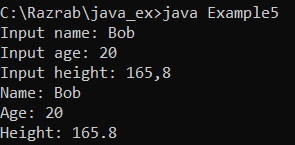 C:\Razrab\java_ex>java Example5
Input name: Bob
Input age: 20
Input height: 165,8
Name: Bob
Age: 20
Height: 165.8